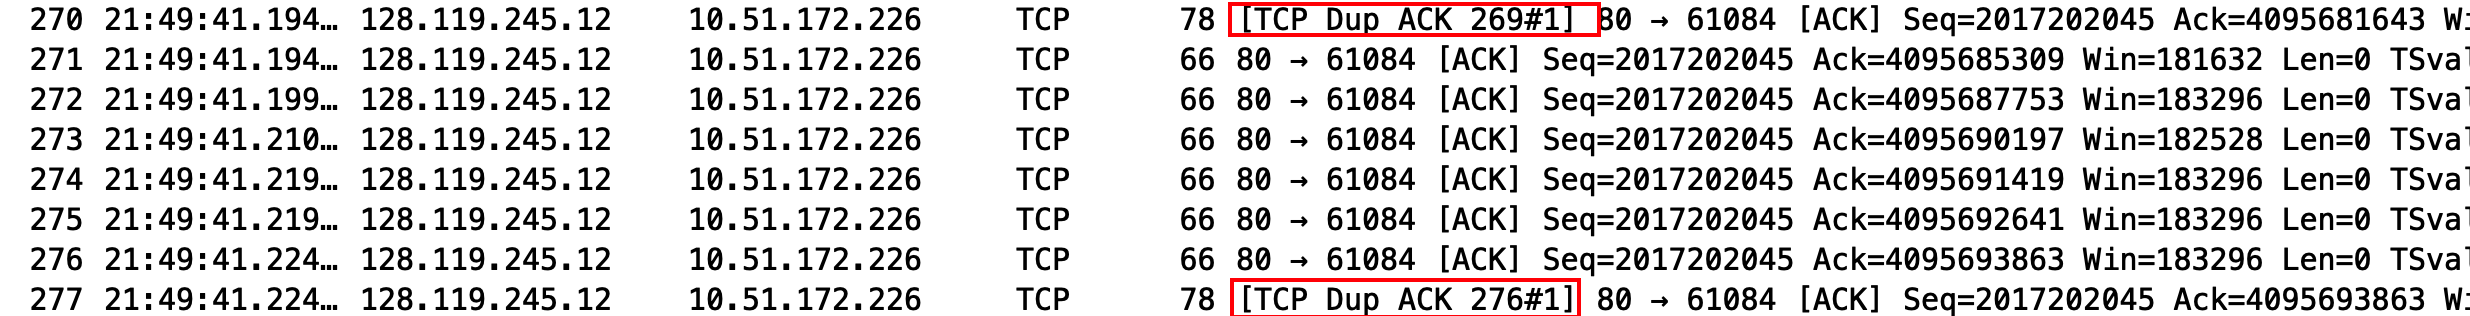 270 21:49:41.194… 128.119.245.12 10.51.172.226 TCP 78 [TCP Dup ACK 269#1] 80 → 61084 [ACK] Seq=2017202045 Ack=4095681643 Wi
271 21:49:41.194… 128.119.245.12 10.51.172.226 TCP 66 80 → 61084 [ACK] Seq=2017202045 Ack=4095685309 Win=181632 Len=0 TSval
272 21:49:41.199… 128.119.245.12 10.51.172.226 TCP 66 80 → 61084 [ACK] Seq=2017202045 Ack=4095687753 Win=183296 Len=0 TSval
273 21:49:41.210… 128.119.245.12 10.51.172.226 TCP 66 80 → 61084 [ACK] Seq=2017202045 Ack=4095690197 Win=182528 Len=0 TSval
274 21:49:41.219… 128.119.245.12 10.51.172.226 TCP 66 80 → 61084 [ACK] Seq=2017202045 Ack=4095691419 Win=183296 Len=0 TSval
275 21:49:41.219… 128.119.245.12 10.51.172.226 TCP 66 80 → 61084 [ACK] Seq=2017202045 Ack=4095692641 Win=183296 Len=0 TSval
276 21:49:41.224… 128.119.245.12 10.51.172.226 TCP 66 80 → 61084 [ACK] Seq=2017202045 Ack=4095693863 Win=183296 Len=0 TSval
277 21:49:41.224… 128.119.245.12 10.51.172.226 TCP 78 [TCP Dup ACK 276#1] 80 → 61084 [ACK] Seq=2017202045 Ack=4095693863 Wi